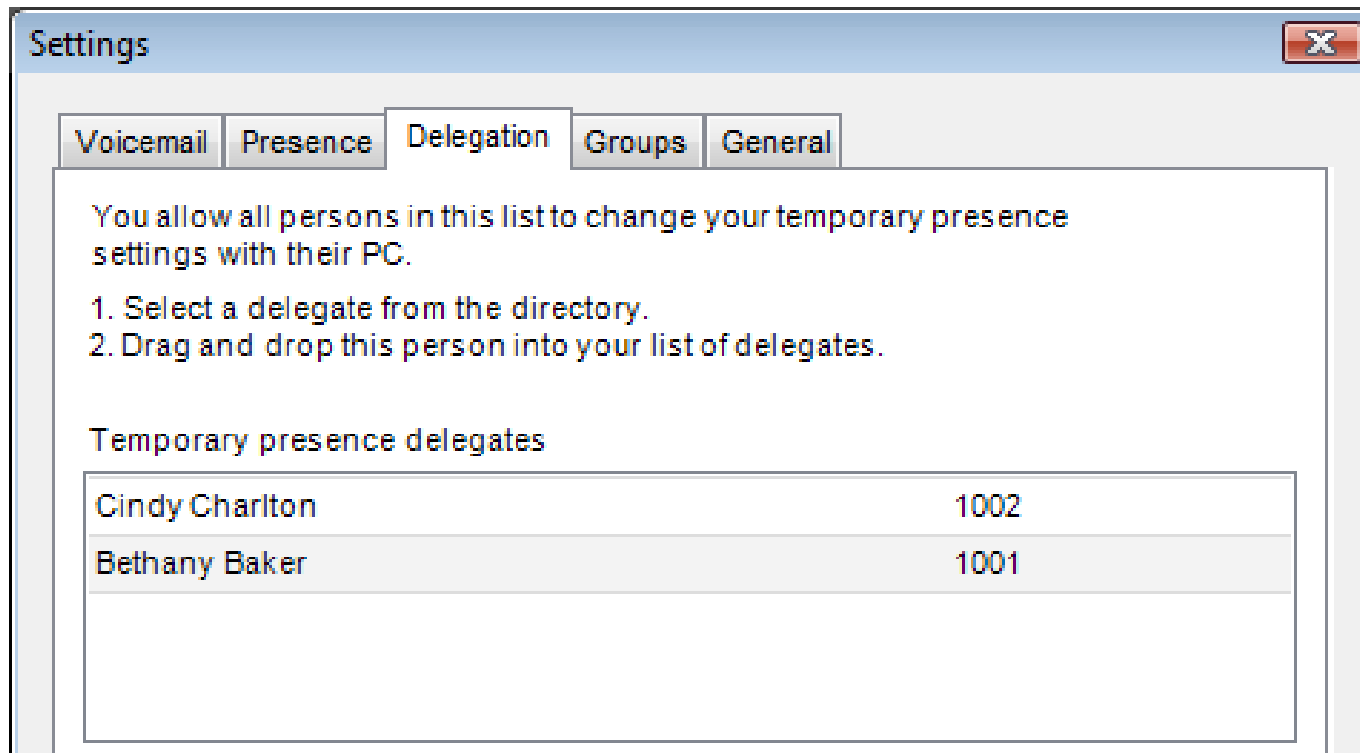 Settings
Voicemail Presence Delegation Groups General
You allow all persons in this list to change your temporary presence
settings with their PC.
1. Select a delegate from the directory.
2. Drag and drop this person into your list of delegates.
Temporary presence delegates
Cindy Charlton 1002
Bethany Baker 1001